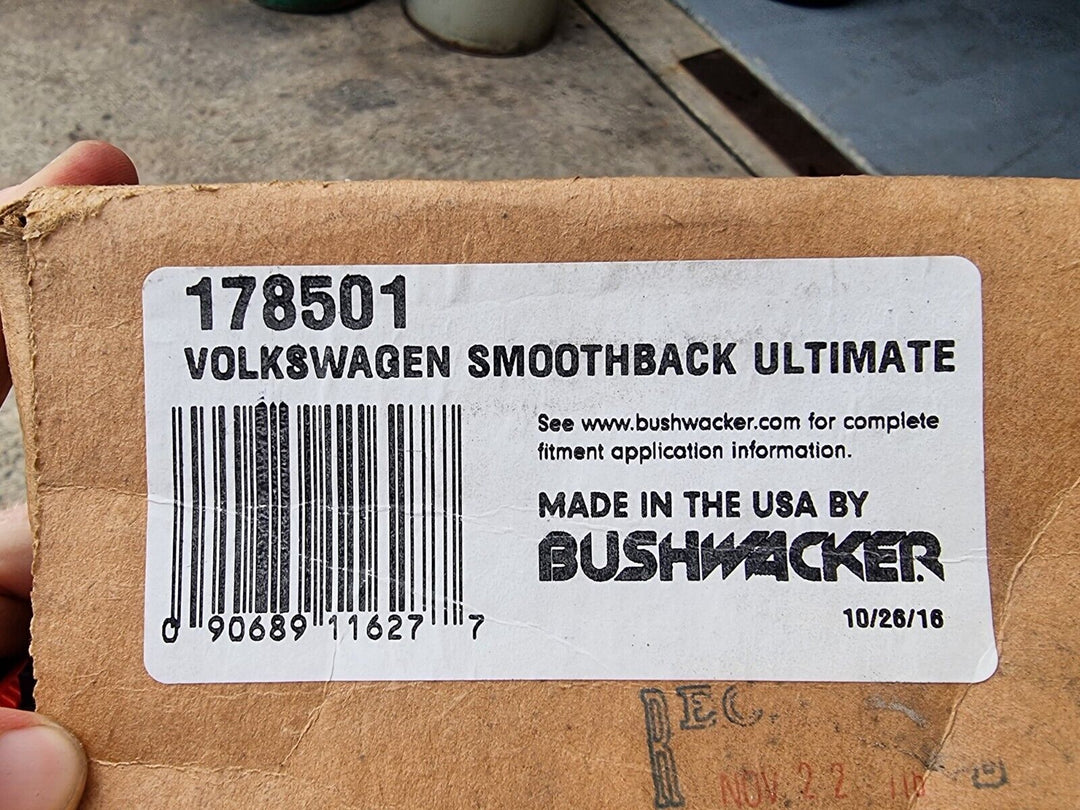 178501
VOLKSWAGEN SMOOTHBACK ULTIMATE
See www.bushwacker.com for complete
fitment application information.
MADE IN THE USA BY
BUSHWACKER
10/26/16
0 90689 11627 7
REC.
NOV. 22